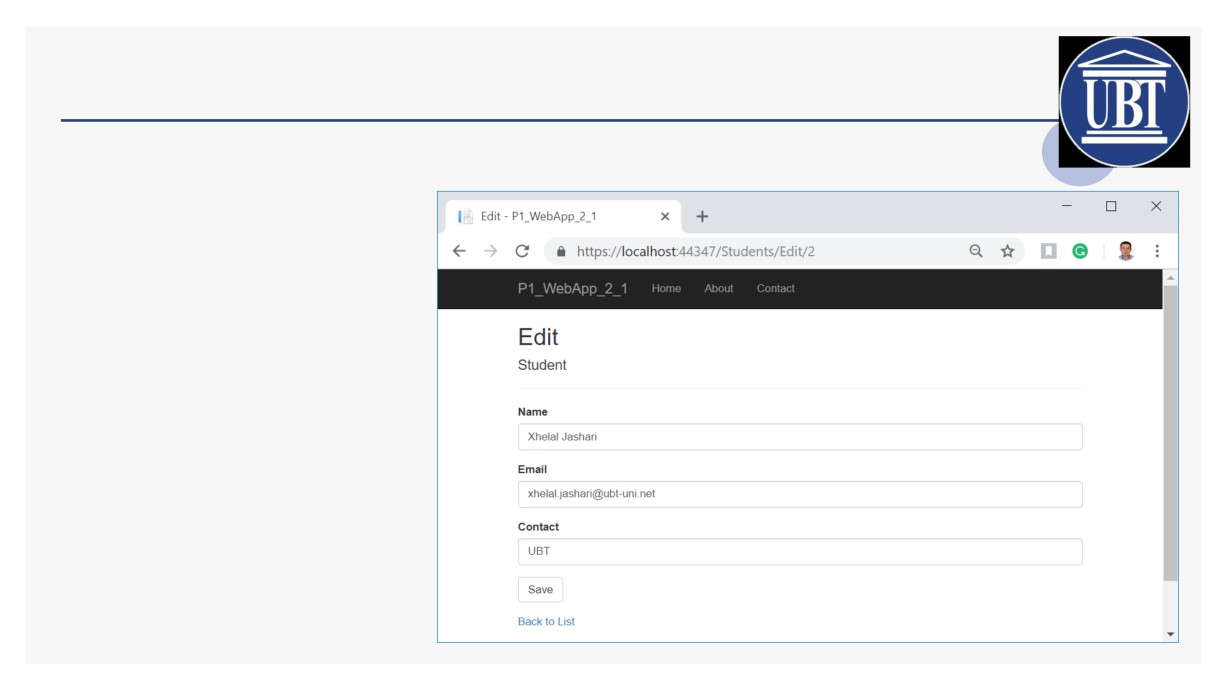 UBT
Edit - P1_WebApp_2_1
https://localhost:44347/Students/Edit/2
P1_WebApp_2_1 Home About Contact
Edit
Student
Name
Xhelal Jashari
Email
xhelal.jashari@ubt-uni.net
Contact
UBT
Save
Back to List